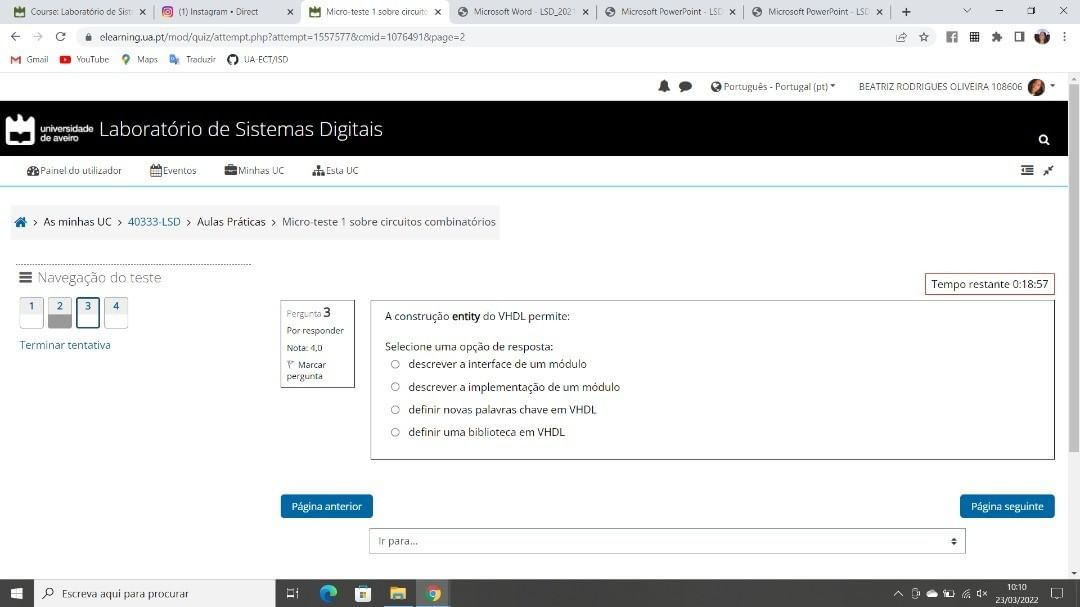 Course: Laboratório de Sist
(1) Instagram • Direct
Micro-teste 1 sobre circuito
Microsoft Word - LSD_2021
Microsoft PowerPoint - LSD
Microsoft PowerPoint - LSD
elearning.ua.pt/mod/quiz/attempt.php?attempt=1557577&cmid=1076491&page=2
Gmail YouTube Maps Traduzir UA-ECT/ISD
Português - Portugal (pt) BEATRIZ RODRIGUES OLIVEIRA 108606
universidade de aveiro Laboratório de Sistemas Digitais
Painel do utilizador Eventos Minhas UC Esta UC
> As minhas UC > 40333-LSD > Aulas Práticas > Micro-teste 1 sobre circuitos combinatórios
Navegação do teste
1 2 3 4
Terminar tentativa
Tempo restante 0:18:57
Pergunta 3
Por responder
Nota: 4,0
Marcar
pergunta
A construção entity do VHDL permite:
Selecione uma opção de resposta:
descrever a interface de um módulo
descrever a implementação de um módulo
definir novas palavras chave em VHDL
definir uma biblioteca em VHDL
Página anterior Página seguinte
Ir para...
Escreva aqui para procurar
10:10
23/03/2022